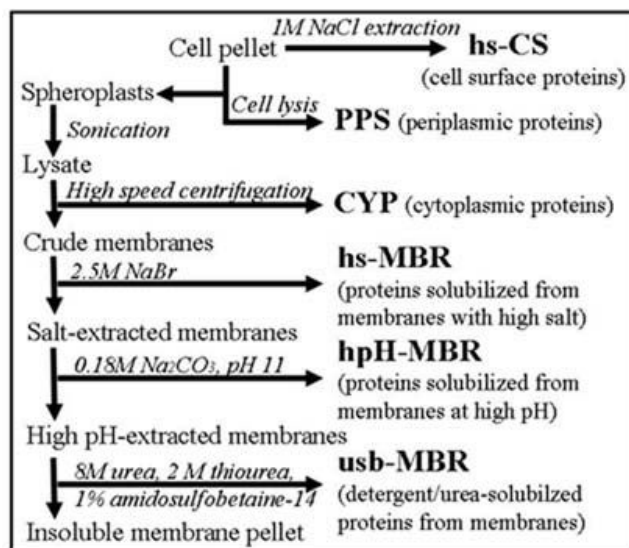 1M NaCl extraction
Cell pellet hs-CS
(cell surface proteins)
Spheroplasts
Cell lysis
PPS (periplasmic proteins)
Sonication
Lysate
High speed centrifugation
CYP (cytoplasmic proteins)
Crude membranes
2.5M NaBr
hs-MBR
(proteins solubilized from
membranes with high salt)
Salt-extracted membranes
0.18M Na2CO3, pH 11
hpH-MBR
(proteins solubilized from
membranes at high pH)
High pH-extracted membranes
8M urea, 2 M thiourea,
1% amidosulfobetaine-14
usb-MBR
(detergent/urea-solubilzed
proteins from membranes)
Insoluble membrane pellet